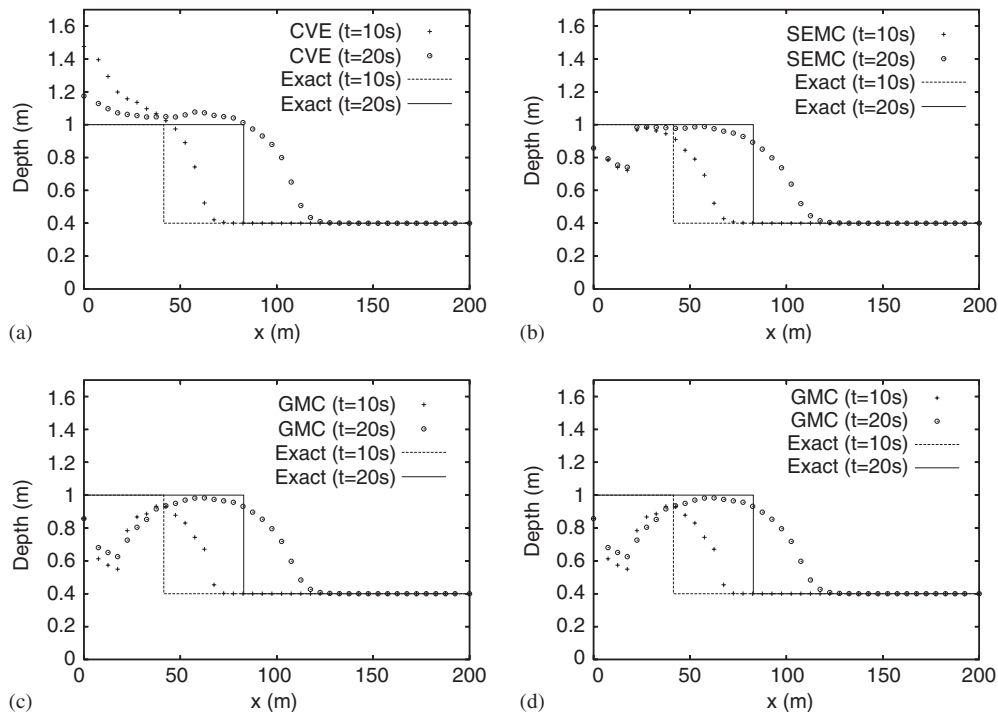 1.6
1.4
1.2
1
0.8
0.6
0.4
0.2
0
Depth (m)
CVE (t=10s)
CVE (t=20s)
Exact (t=10s)
Exact (t=20s)
0 50 100 150 200
x (m)
(a)
1.6
1.4
1.2
1
0.8
0.6
0.4
0.2
0
Depth (m)
SEMC (t=10s)
SEMC (t=20s)
Exact (t=10s)
Exact (t=20s)
0 50 100 150 200
x (m)
(b)
1.6
1.4
1.2
1
0.8
0.6
0.4
0.2
0
Depth (m)
GMC (t=10s)
GMC (t=20s)
Exact (t=10s)
Exact (t=20s)
0 50 100 150 200
x (m)
(c)
1.6
1.4
1.2
1
0.8
0.6
0.4
0.2
0
Depth (m)
GMC (t=10s)
GMC (t=20s)
Exact (t=10s)
Exact (t=20s)
0 50 100 150 200
x (m)
(d)